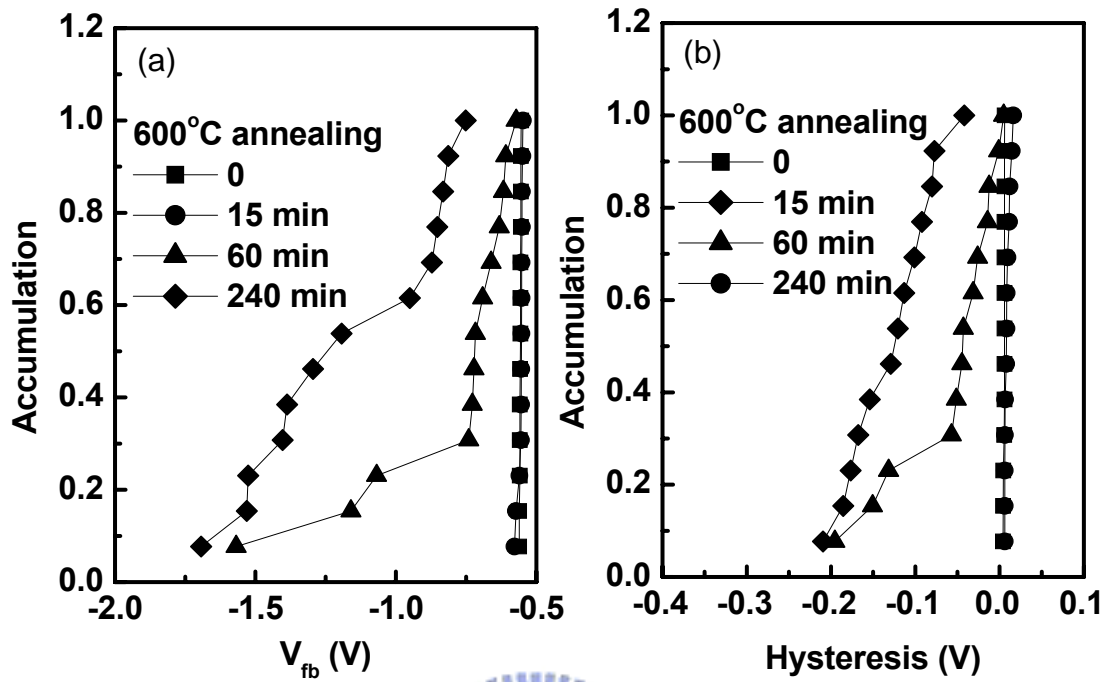 (a)
600°C annealing
0
15 min
60 min
240 min
Accumulation
1.2
1.0
0.8
0.6
0.4
0.2
0.0
-2.0 -1.5 -1.0 -0.5
V_fb (V)
(b)
600°C annealing
0
15 min
60 min
240 min
Accumulation
1.2
1.0
0.8
0.6
0.4
0.2
0.0
-0.4 -0.3 -0.2 -0.1 0.0 0.1
Hysteresis (V)